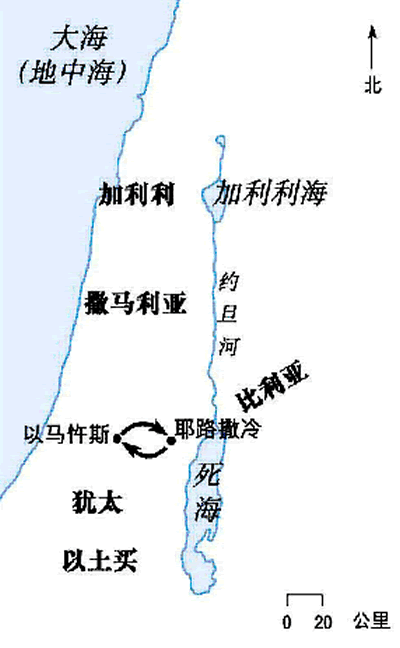 大海
（地中海）
北
加利利
加利利海
撒马利亚
约旦河
比利亚
以马忤斯
耶路撒冷
犹太
死海
以土买
0 20 公里